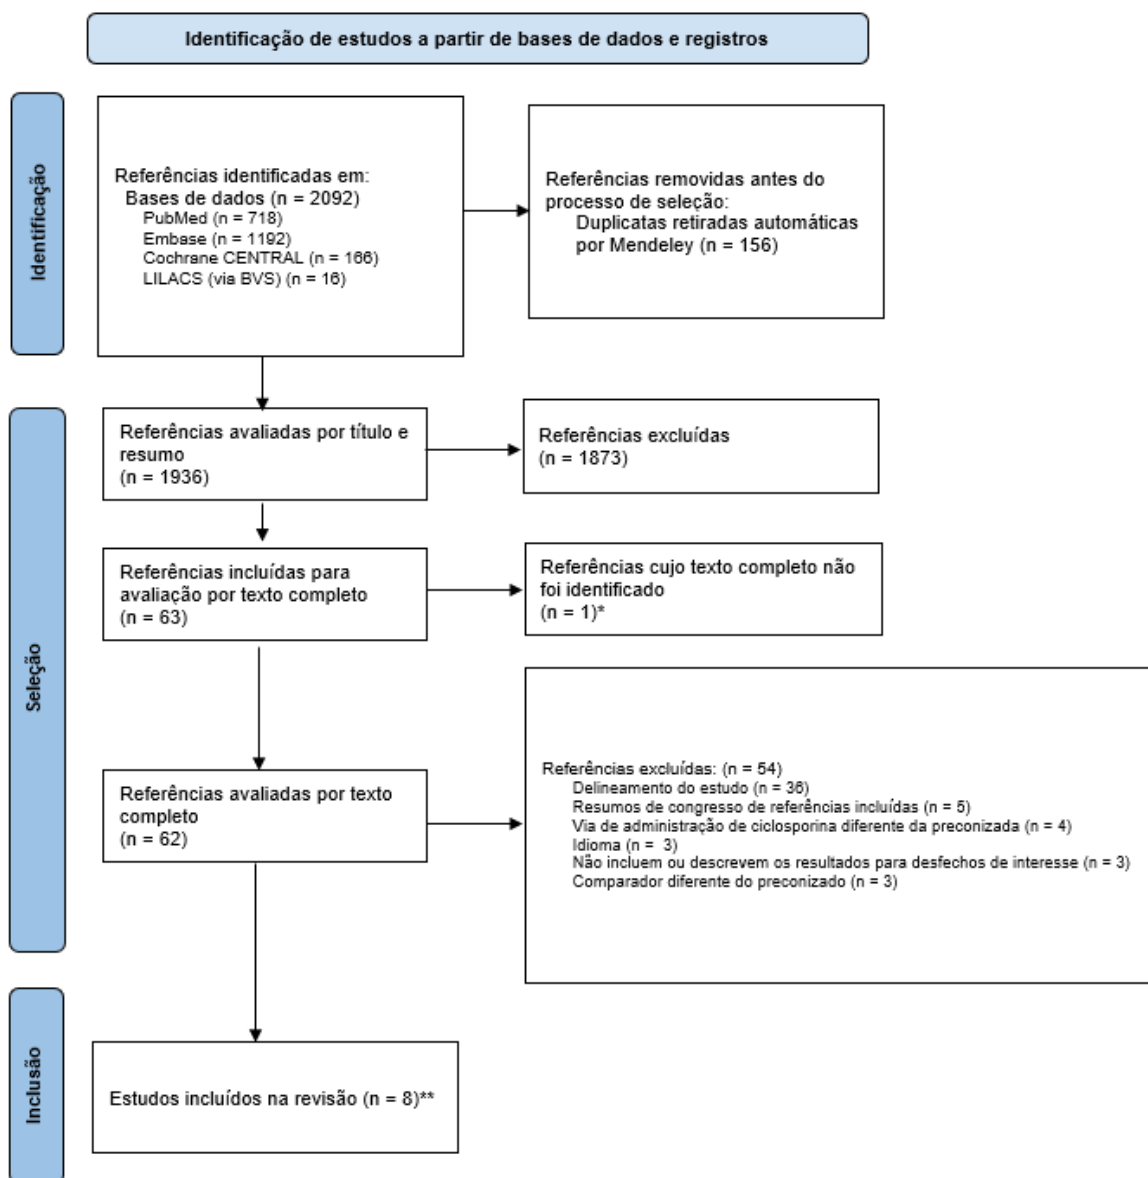 Identificação de estudos a partir de bases de dados e registros
Identificação
Referências identificadas em:
Bases de dados (n = 2092)
PubMed (n = 718)
Embase (n = 1192)
Cochrane CENTRAL (n = 166)
LILACS (via BVS) (n = 16)
Referências removidas antes do
processo de seleção:
Duplicatas retiradas automáticas
por Mendeley (n = 156)
Seleção
Referências avaliadas por título e
resumo
(n = 1936)
Referências excluídas
(n = 1873)
Referências incluídas para
avaliação por texto completo
(n = 63)
Referências cujo texto completo não
foi identificado
(n = 1)*
Referências avaliadas por texto
completo
(n = 62)
Referências excluídas: (n = 54)
Delineamento do estudo (n = 36)
Resumos de congresso de referências incluídas (n = 5)
Via de administração de ciclosporina diferente da preconizada (n = 4)
Idioma (n =  3)
Não incluem ou descrevem os resultados para desfechos de interesse (n = 3)
Comparador diferente do preconizado (n = 3)
Inclusão
Estudos incluídos na revisão (n = 8)**